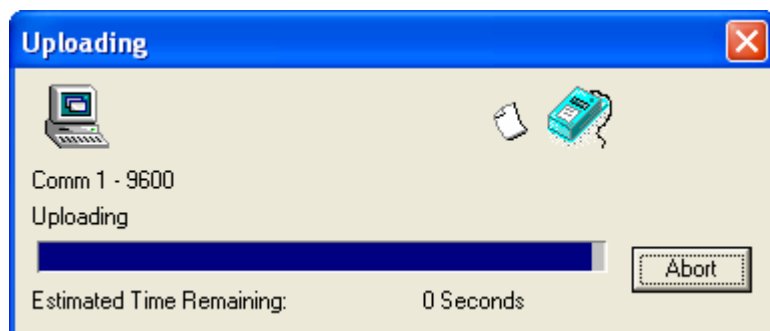 Uploading
Comm 1 - 9600
Uploading
Abort
Estimated Time Remaining: 0 Seconds